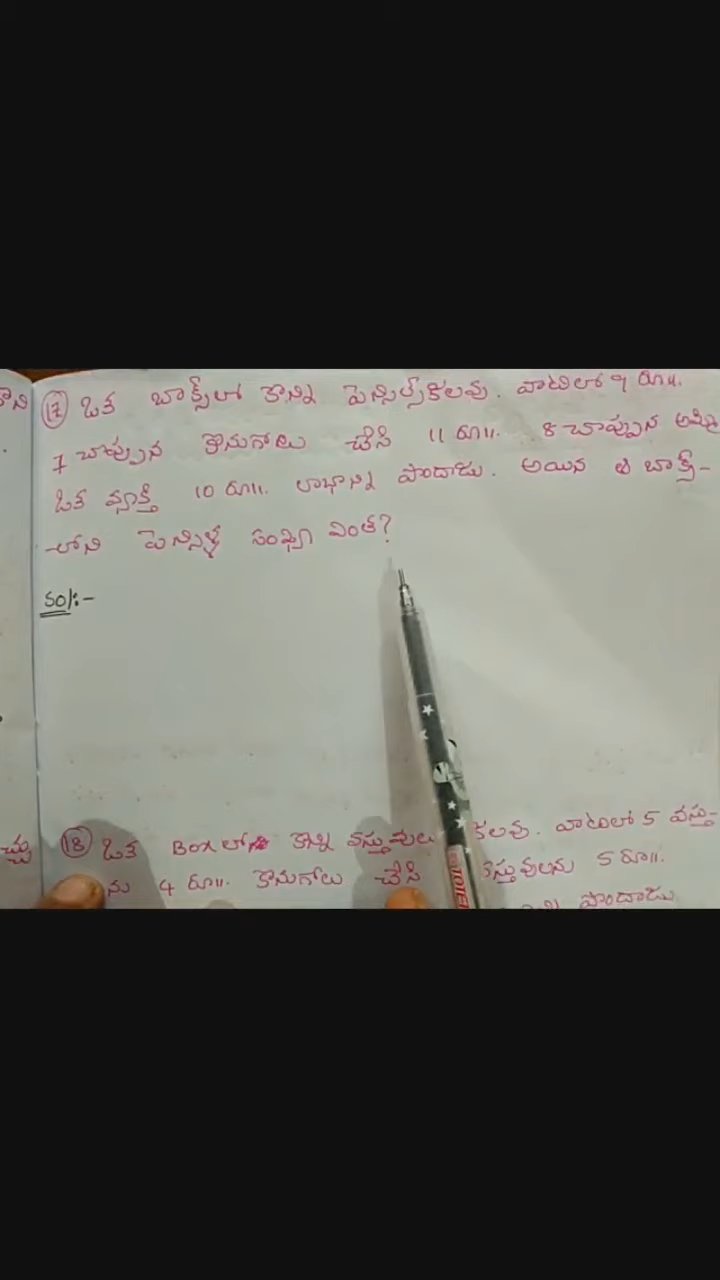 కొని
17 ఒక బాక్స్‌లో కొన్ని పెన్సిల్స్‌కలవు. వాటిలో 9 రూ॥.
7 చొప్పున కొనుగోలు చేసి 11 రూ॥. 8 చొప్పున అమ్మి
ఒక వ్యక్తి 10 రూ॥. లాభాన్ని పొందాడు. అయిన ఆ బాక్స్-
-లోని పెన్సిళ్ళ సంఖ్య ఎంత?
Sol:-
18 ఒక Box లో కొన్ని వస్తువులు కలవు. వాటిలో 5 వస్తు-
చ్చు
ను 4 రూ॥. కొనుగోలు చేసి వస్తువులను 5 రూ॥.
పొందాడు